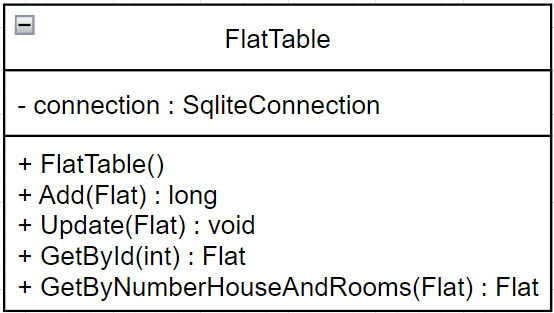 FlatTable
- connection : SqliteConnection
+ FlatTable()
+ Add(Flat) : long
+ Update(Flat) : void
+ GetById(int) : Flat
+ GetByNumberHouseAndRooms(Flat) : Flat